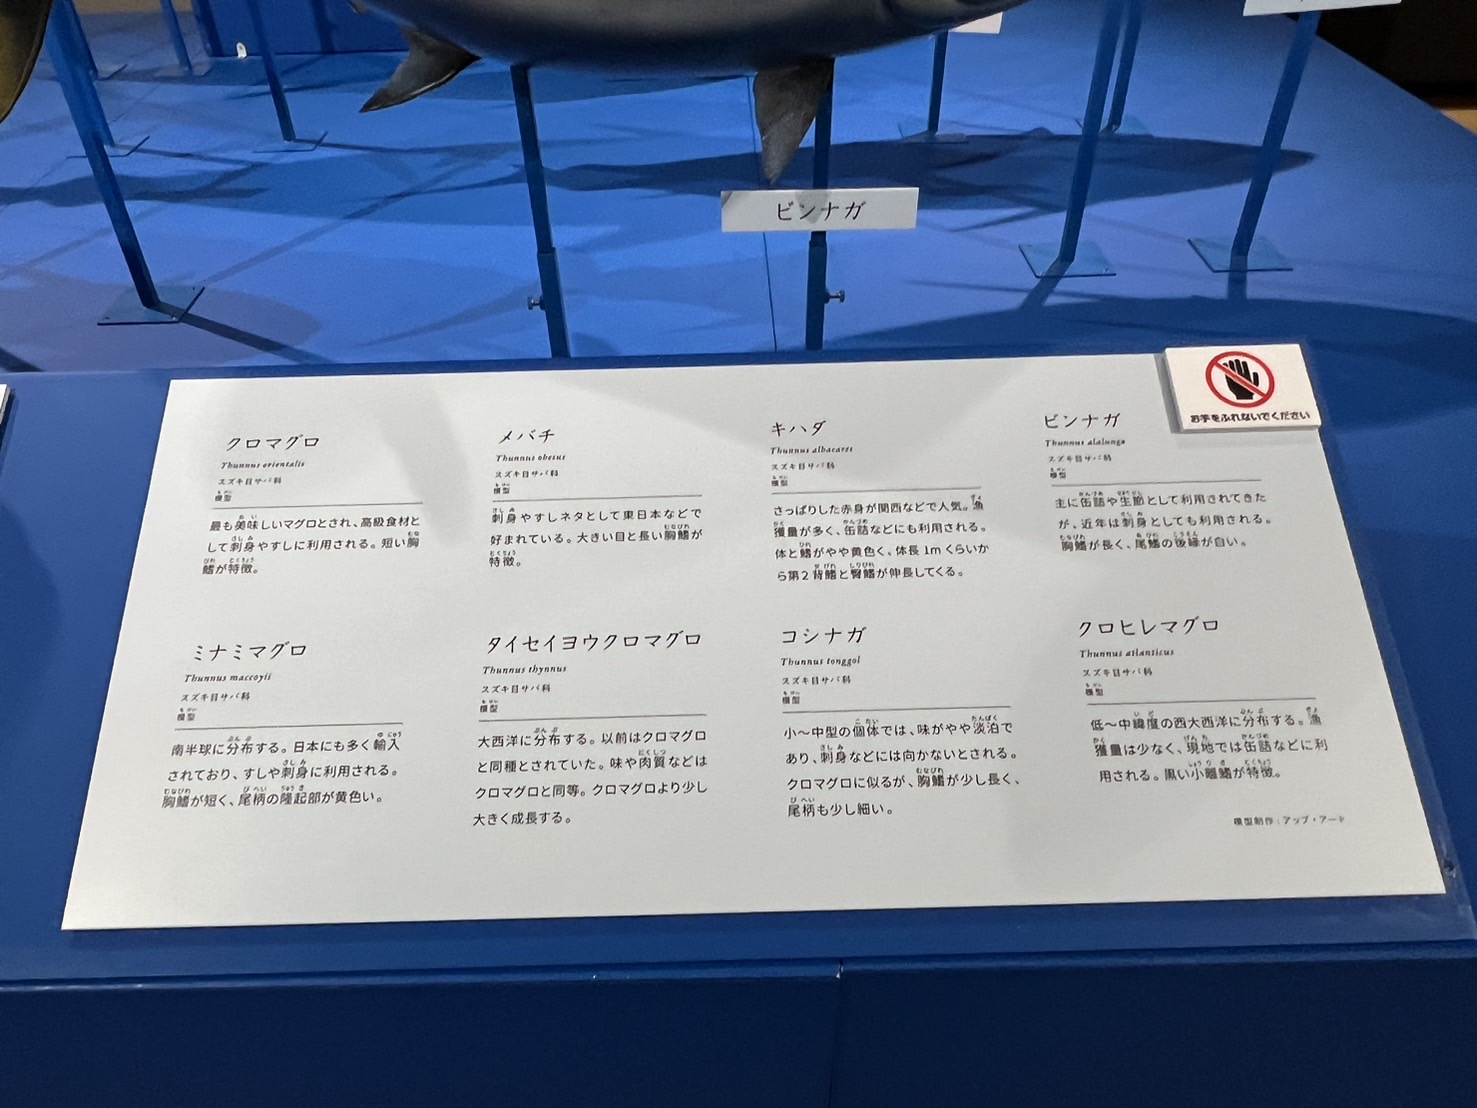 ビンナガ
お手をふれないでください
クロマグロ
Thunnus orientalis
スズキ目サバ科
模型
最も美味しいマグロとされ、高級食材と
して刺身やすしに利用される。短い胸
鰭が特徴。
メバチ
Thunnus obesus
スズキ目サバ科
模型
刺身やすしネタとして東日本などで
好まれている。大きい目と長い胸鰭が
特徴。
キハダ
Thunnus albacares
スズキ目サバ科
模型
さっぱりした赤身が関西などで人気。漁
獲量が多く、缶詰などにも利用される。
体と鰭がやや黄色く、体長1mくらいか
ら第2背鰭と臀鰭が伸長してくる。
ビンナガ
Thunnus alalunga
スズキ目サバ科
模型
主に缶詰や生節として利用されてきた
が、近年は刺身としても利用される。
胸鰭が長く、尾鰭の後縁が白い。
ミナミマグロ
Thunnus maccoyii
スズキ目サバ科
模型
南半球に分布する。日本にも多く輸入
されており、すしや刺身に利用される。
胸鰭が短く、尾柄の隆起部が黄色い。
タイセイヨウクロマグロ
Thunnus thynnus
スズキ目サバ科
模型
大西洋に分布する。以前はクロマグロ
と同種とされていた。味や肉質などは
クロマグロと同等。クロマグロより少し
大きく成長する。
コシナガ
Thunnus tonggol
スズキ目サバ科
模型
小〜中型の個体では、味がやや淡泊で
あり、刺身などには向かないとされる。
クロマグロに似るが、胸鰭が少し長く、
尾柄も少し細い。
クロヒレマグロ
Thunnus atlanticus
スズキ目サバ科
模型
低〜中緯度の西大西洋に分布する。漁
獲量は少なく、現地では缶詰などに利
用される。黒い小離鰭が特徴。
模型制作：アップ・アート